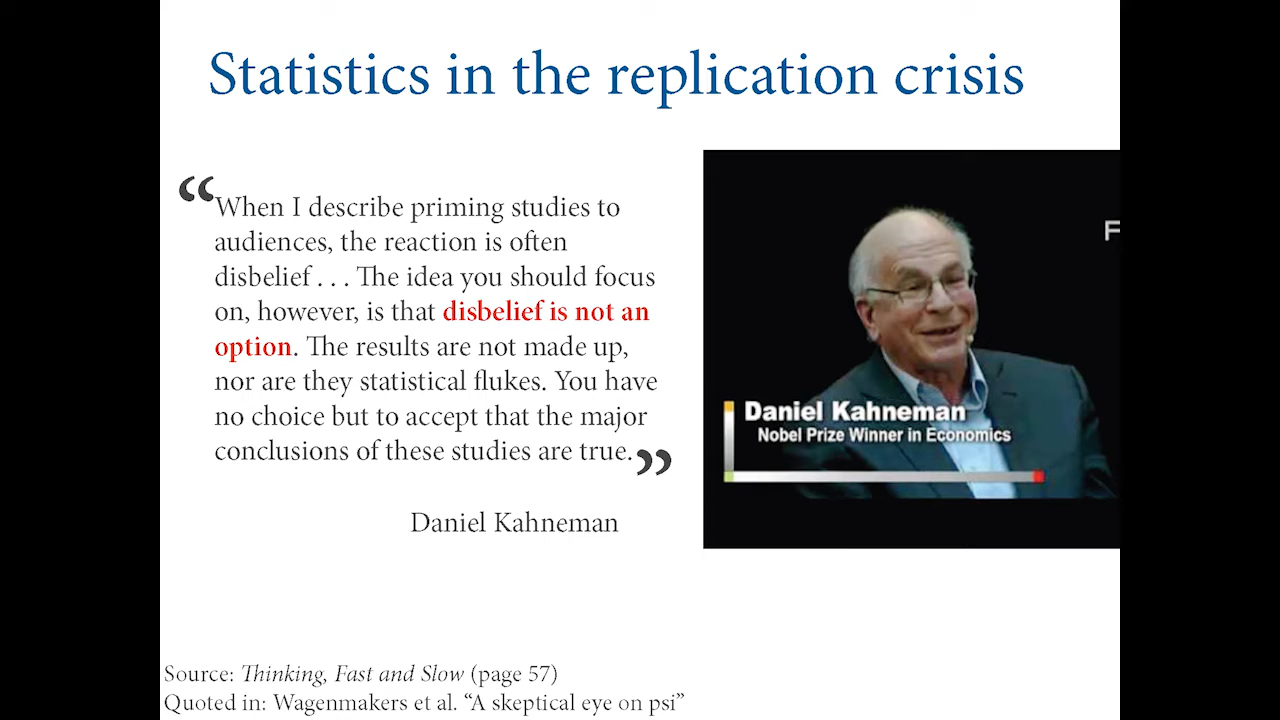 Statistics in the replication crisis
“When I describe priming studies to
audiences, the reaction is often
disbelief . . . The idea you should focus
on, however, is that disbelief is not an
option. The results are not made up,
nor are they statistical flukes. You have
no choice but to accept that the major
conclusions of these studies are true.”
Daniel Kahneman
F
Daniel Kahneman
Nobel Prize Winner in Economics
Source: Thinking, Fast and Slow (page 57)
Quoted in: Wagenmakers et al. “A skeptical eye on psi”